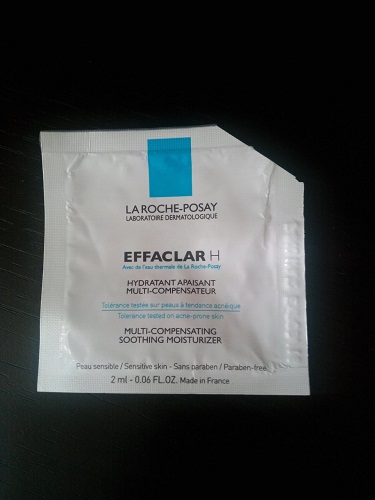 LA ROCHE-POSAY
LABORATOIRE DERMATOLOGIQUE
EFFACLAR H
Avec de l'eau thermale de La Roche-Posay
HYDRATANT APAISANT
MULTI-COMPENSATEUR
Tolérance testée sur peaux à tendance acnéique
Tolerance tested on acne-prone skin
MULTI-COMPENSATING
SOOTHING MOISTURIZER
Peau sensible / Sensitive skin - Sans paraben / Paraben-free
2 ml - 0.06 FL.OZ. Made in France